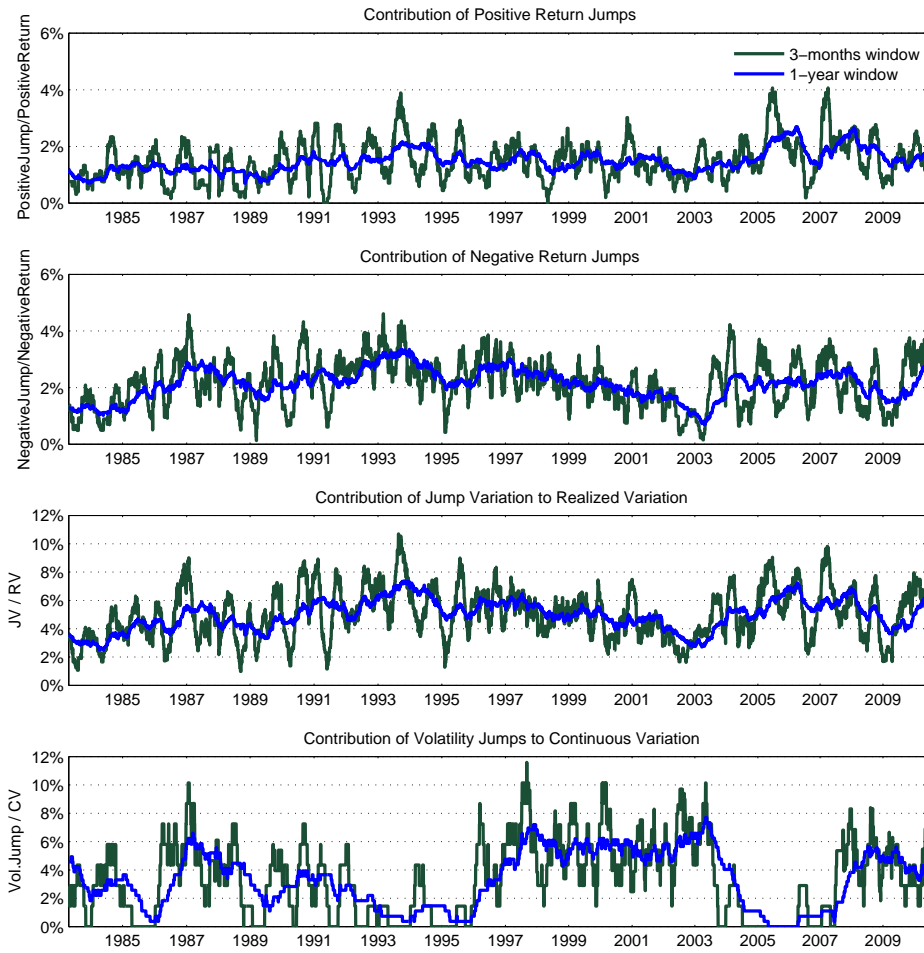 Contribution of Positive Return Jumps
PositiveJump/PositiveReturn
6%
4%
2%
0%
3−months window
1−year window
1985 1987 1989 1991 1993 1995 1997 1999 2001 2003 2005 2007 2009
Contribution of Negative Return Jumps
NegativeJump/NegativeReturn
6%
4%
2%
0%
1985 1987 1989 1991 1993 1995 1997 1999 2001 2003 2005 2007 2009
Contribution of Jump Variation to Realized Variation
JV / RV
12%
10%
8%
6%
4%
2%
0%
1985 1987 1989 1991 1993 1995 1997 1999 2001 2003 2005 2007 2009
Contribution of Volatility Jumps to Continuous Variation
Vol.Jump / CV
12%
10%
8%
6%
4%
2%
0%
1985 1987 1989 1991 1993 1995 1997 1999 2001 2003 2005 2007 2009